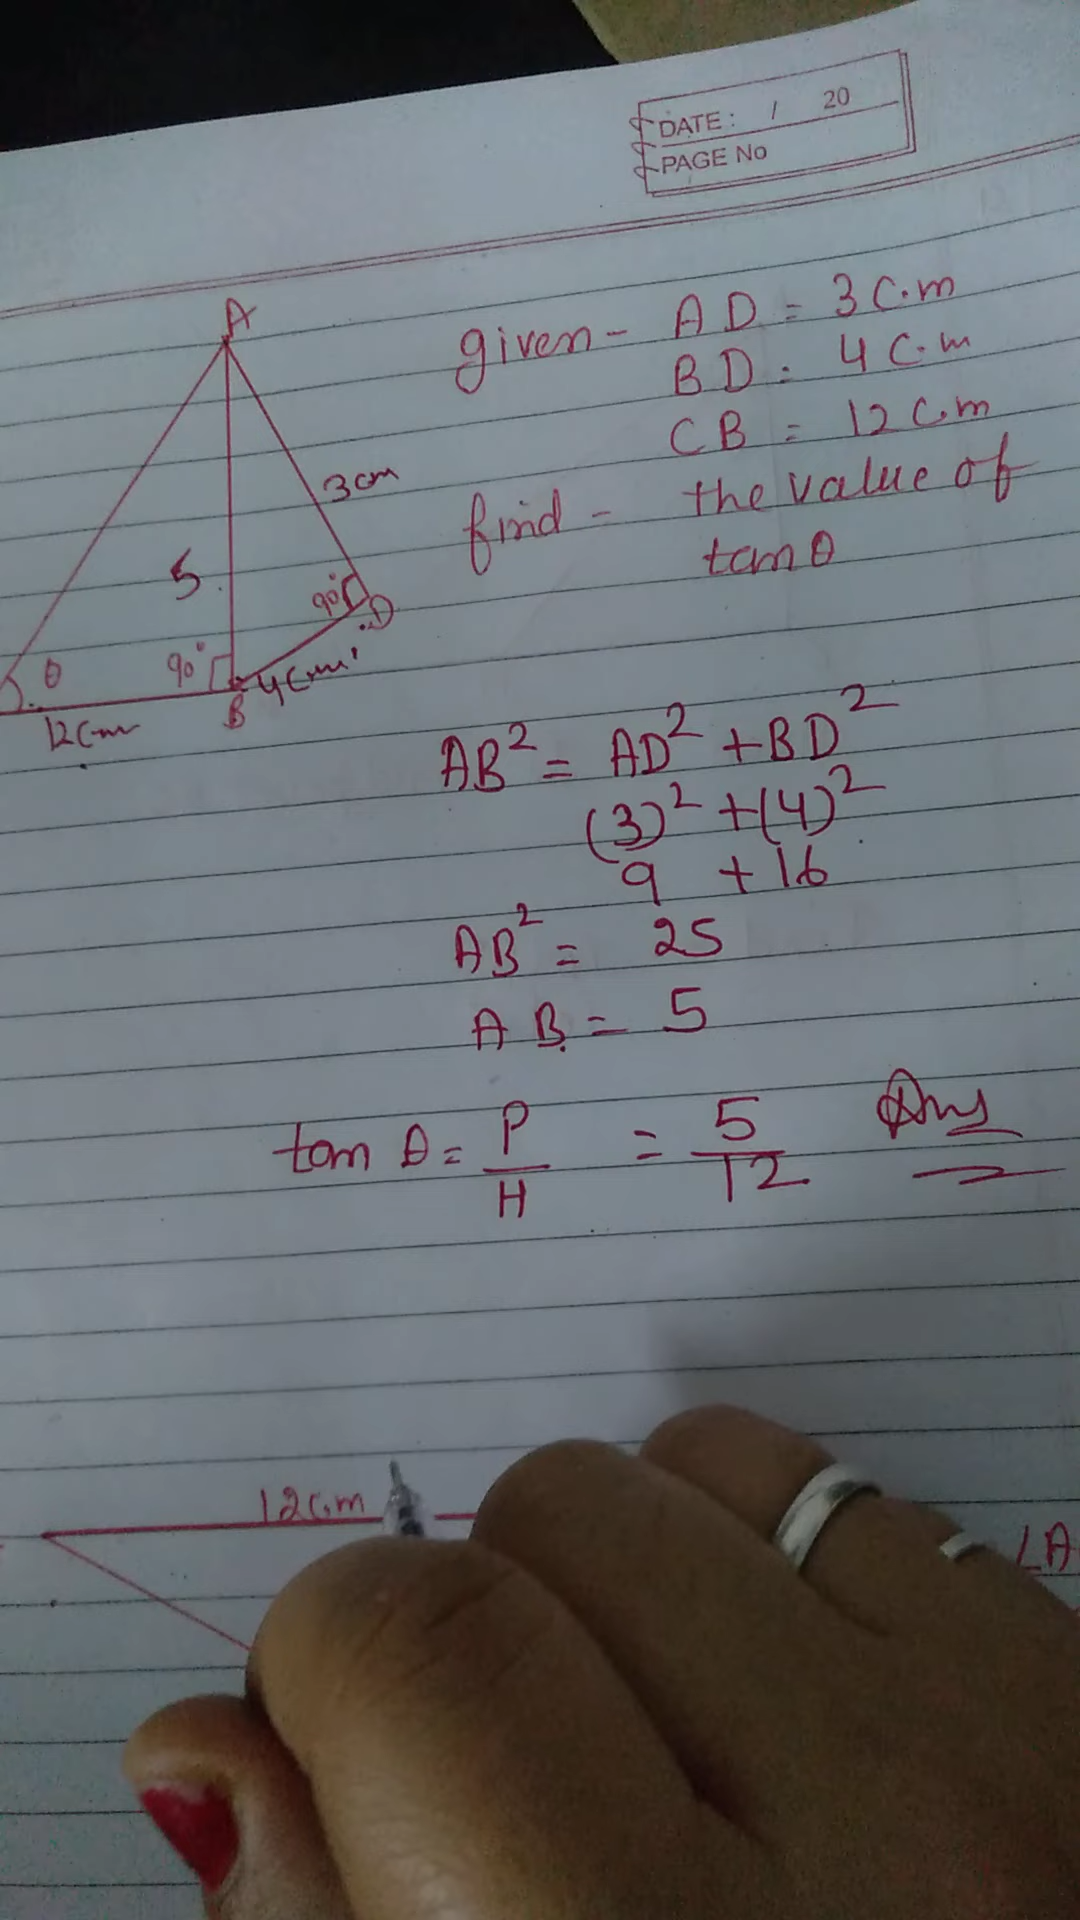 DATE: / 20
PAGE No
A
given - AD = 3 C.m
BD = 4 C.m
CB = 12 C.m
find - the value of
tan θ
3cm
5
90°
D
θ
90°
4cm
12cm
B
AB² = AD² + BD²
(3)² + (4)²
9 + 16
AB² = 25
AB = 5
tan θ = P/H = 5/12 Ans
12 c.m
∠A